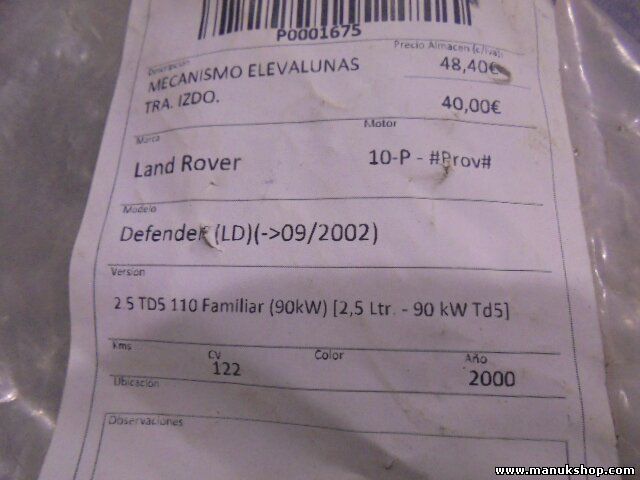 P0001675
Descripción
Precio Almacen (c/iva):
MECANISMO ELEVALUNAS
48,40€
TRA. IZDO.
40,00€
Marca
Motor
Land Rover
10-P - #Prov#
Modelo
Defender (LD)(->09/2002)
Version
2.5 TD5 110 Familiar (90kW) [2,5 Ltr. - 90 kW Td5]
Kms
CV
Color
Año
122
2000
Ubicación
Observaciones
www.manukshop.com